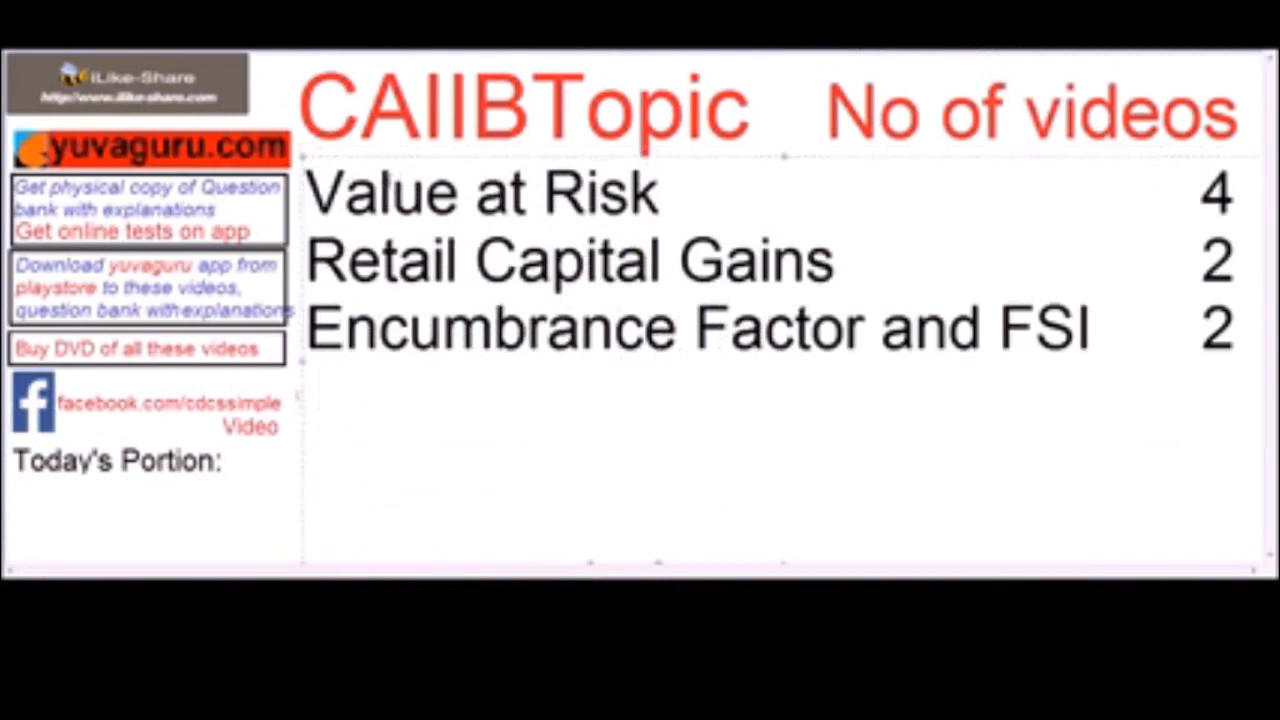 iLike-Share
http://www.ilike-share.com
yuvaguru.com
Get physical copy of Question
bank with explanations
Get online tests on app
Download yuvaguru app from
playstore to these videos,
question bank with explanations
Buy DVD of all these videos
facebook.com/cdcssimple
Video
Today's Portion:
CAIIBTopic No of videos
Value at Risk 4
Retail Capital Gains 2
Encumbrance Factor and FSI 2